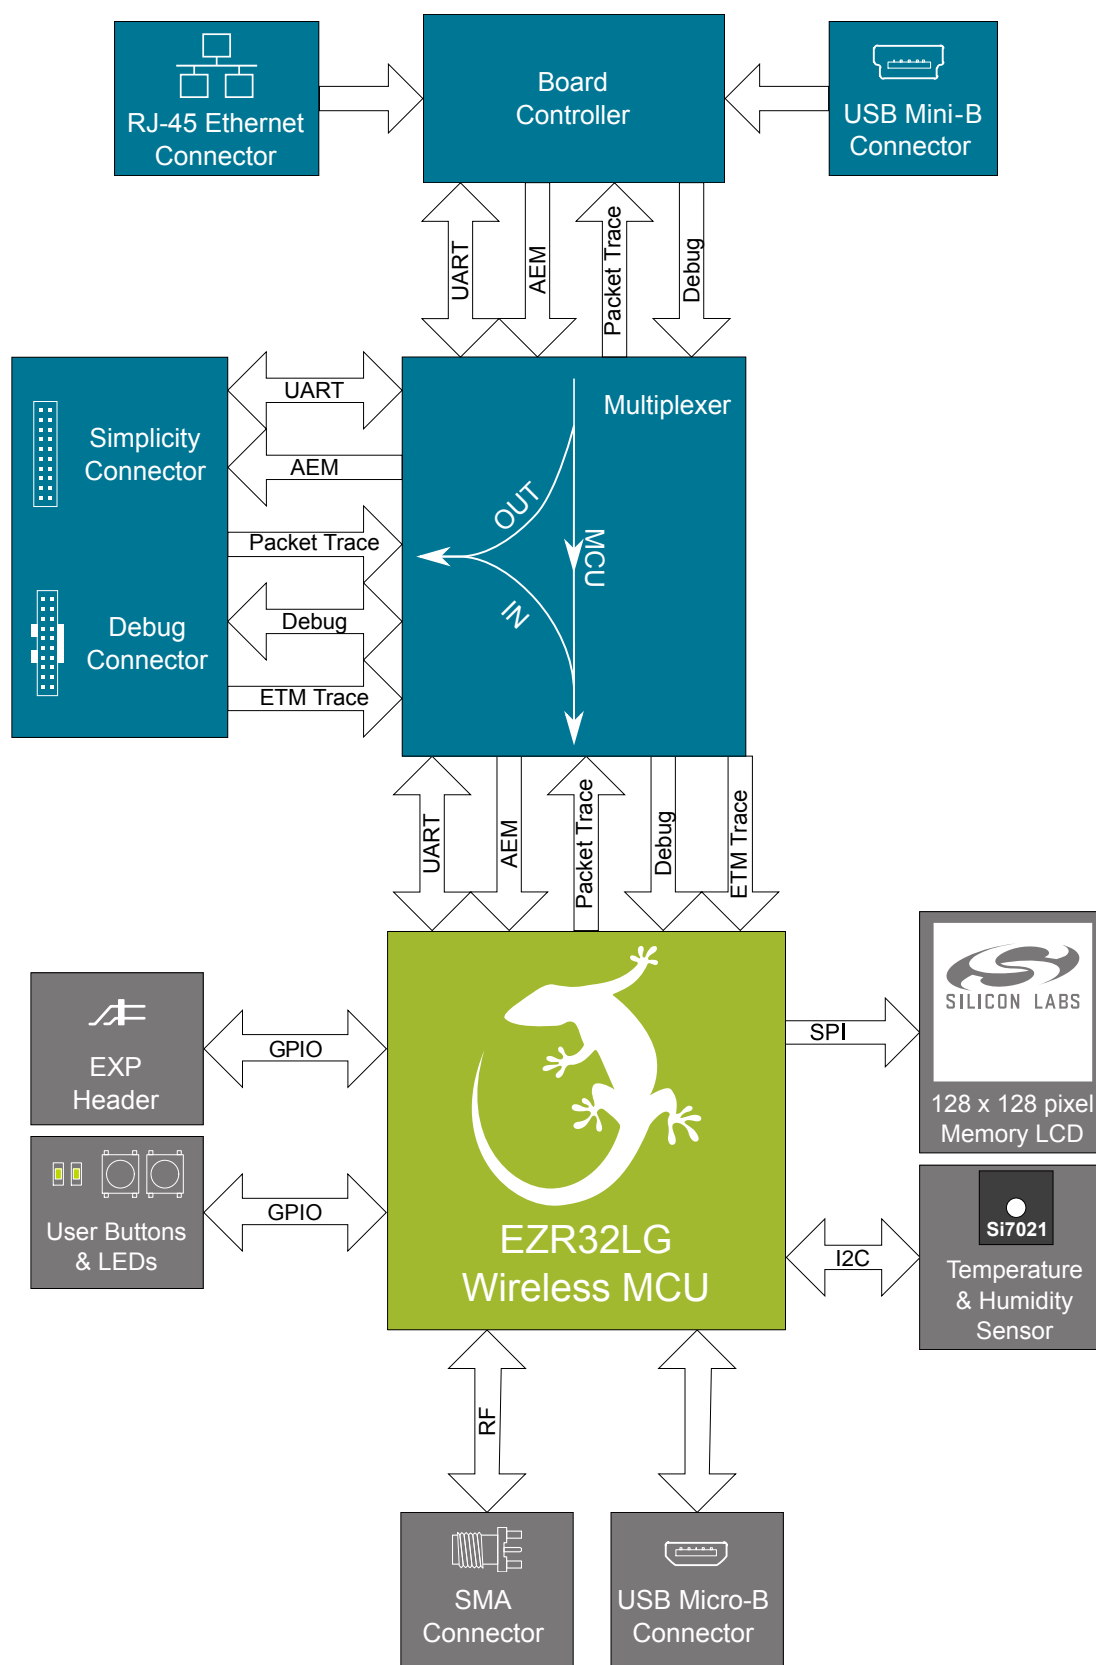 RJ-45 Ethernet
Connector
Board
Controller
USB Mini-B
Connector
UART
AEM
Packet Trace
Debug
Simplicity
Connector
Debug
Connector
UART
AEM
Packet Trace
Debug
ETM Trace
Multiplexer
OUT
MCU
IN
UART
AEM
Packet Trace
Debug
ETM Trace
EXP
Header
GPIO
User Buttons
& LEDs
GPIO
EZR32LG
Wireless MCU
SPI
SILICON LABS
128 x 128 pixel
Memory LCD
I2C
Si7021
Temperature
& Humidity
Sensor
RF
SMA
Connector
USB Micro-B
Connector